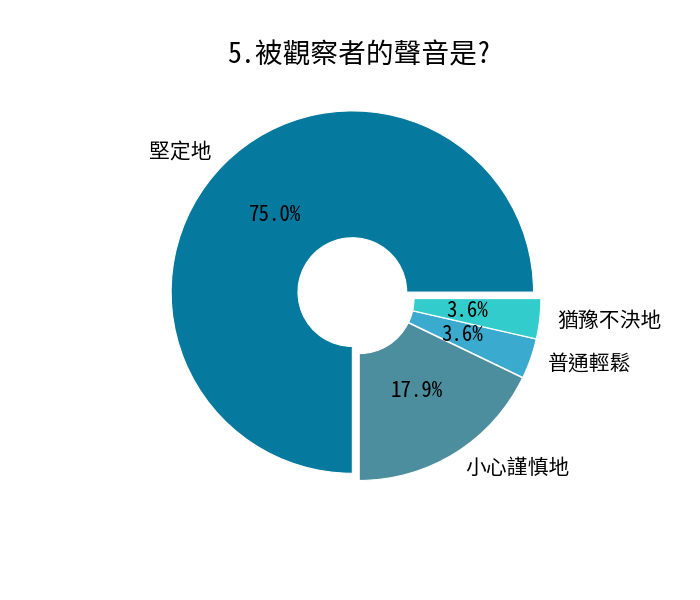 5.被觀察者的聲音是?
堅定地
75.0%
3.6%
猶豫不決地
3.6%
普通輕鬆
17.9%
小心謹慎地